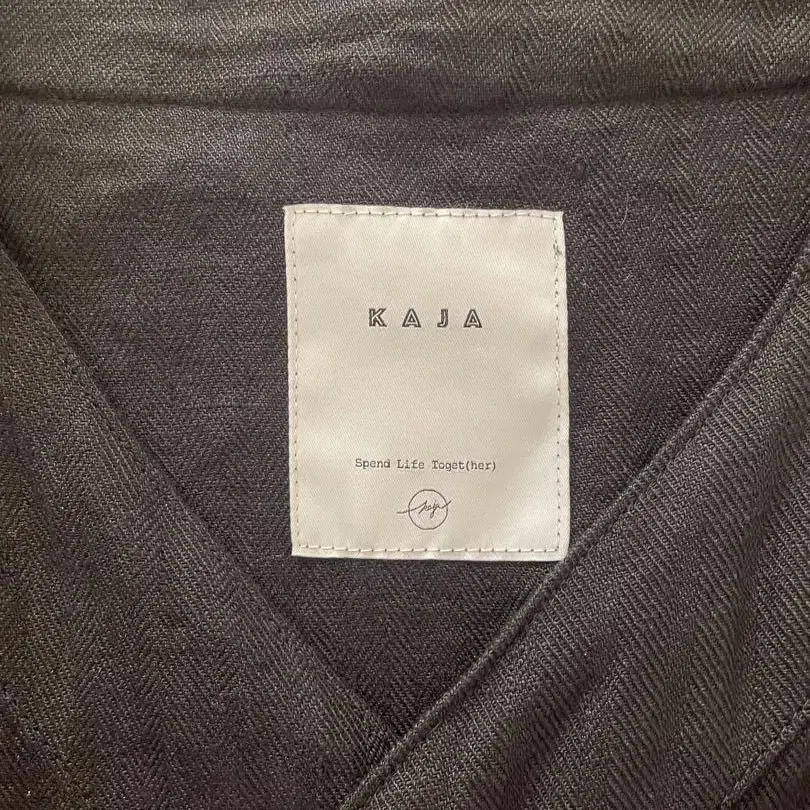 KAJA
Spend Life Toget(her)